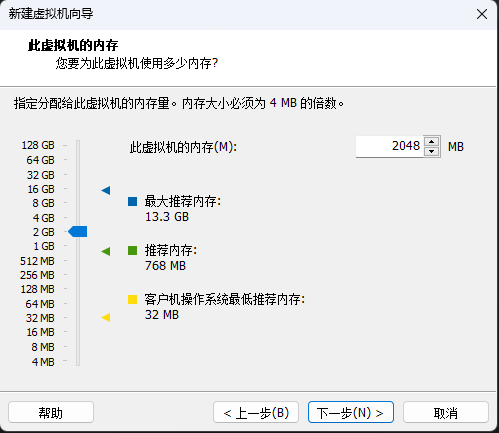 新建虚拟机向导
此虚拟机的内存
您要为此虚拟机使用多少内存?
指定分配给此虚拟机的内存量。内存大小必须为 4 MB 的倍数。
128 GB
64 GB
32 GB
16 GB
8 GB
4 GB
2 GB
1 GB
512 MB
256 MB
128 MB
64 MB
32 MB
16 MB
8 MB
4 MB
此虚拟机的内存(M): 2048 MB
最大推荐内存:
13.3 GB
推荐内存:
768 MB
客户机操作系统最低推荐内存:
32 MB
帮助 < 上一步(B) 下一步(N) > 取消